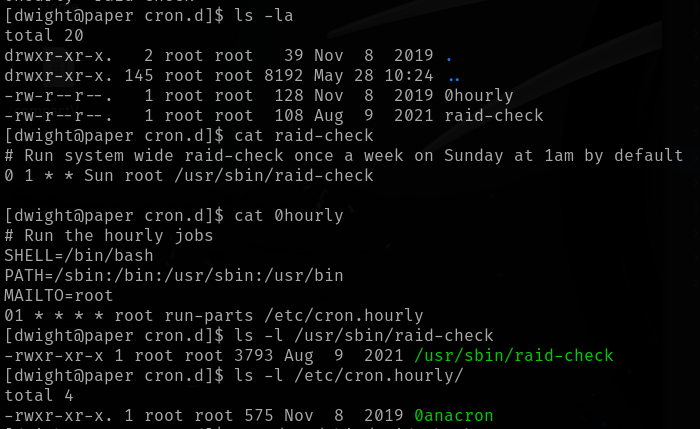 [dwight@paper cron.d]$ ls -la
total 20
drwxr-xr-x.   2 root root   39 Nov  8  2019 .
drwxr-xr-x. 145 root root 8192 May 28 10:24 ..
-rw-r--r--.   1 root root  128 Nov  8  2019 0hourly
-rw-r--r--.   1 root root  108 Aug  9  2021 raid-check
[dwight@paper cron.d]$ cat raid-check
# Run system wide raid-check once a week on Sunday at 1am by default
0 1 * * Sun root /usr/sbin/raid-check
[dwight@paper cron.d]$ cat 0hourly
# Run the hourly jobs
SHELL=/bin/bash
PATH=/sbin:/bin:/usr/sbin:/usr/bin
MAILTO=root
01 * * * * root run-parts /etc/cron.hourly
[dwight@paper cron.d]$ ls -l /usr/sbin/raid-check
-rwxr-xr-x 1 root root 3793 Aug  9  2021 /usr/sbin/raid-check
[dwight@paper cron.d]$ ls -l /etc/cron.hourly/
total 4
-rwxr-xr-x. 1 root root 575 Nov  8  2019 0anacron